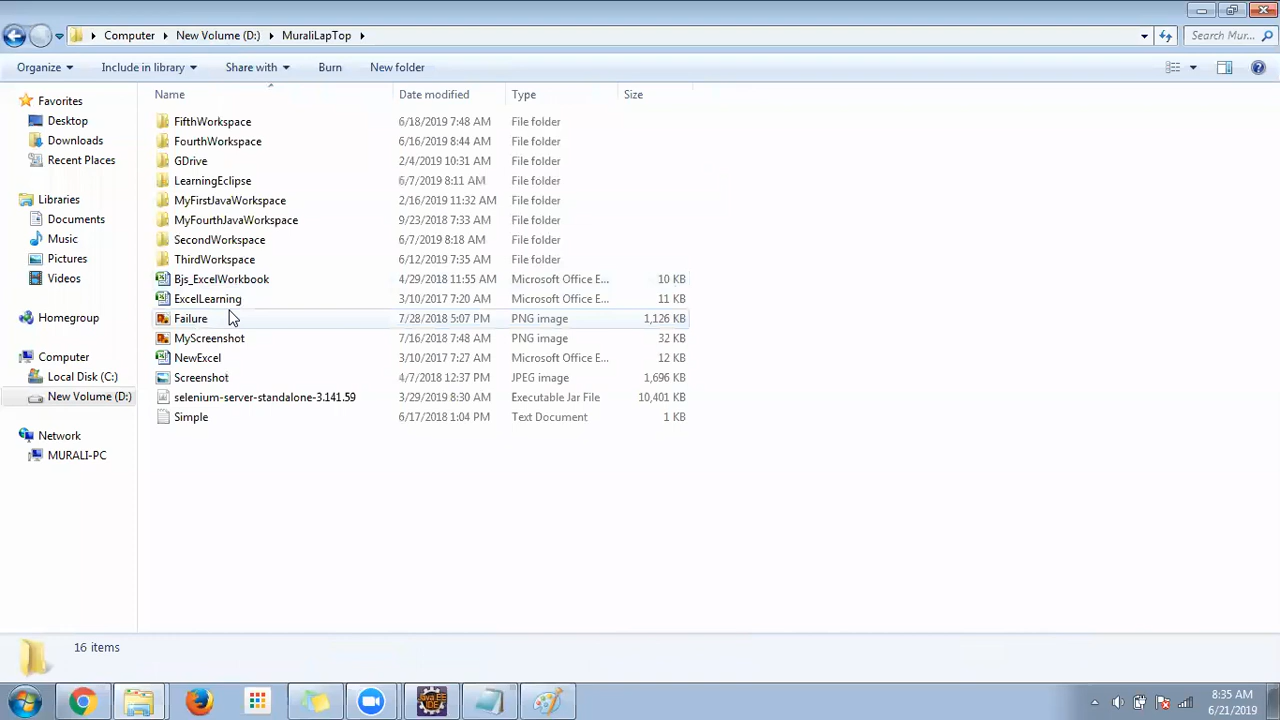 Computer New Volume (D:) MuraliLapTop Search Mur...
Organize Include in library Share with Burn New folder
Name Date modified Type Size
Favorites
Desktop
Downloads
Recent Places
Libraries
Documents
Music
Pictures
Videos
Homegroup
Computer
Local Disk (C:)
New Volume (D:)
Network
MURALI-PC
FifthWorkspace 6/18/2019 7:48 AM File folder
FourthWorkspace 6/16/2019 8:44 AM File folder
GDrive 2/4/2019 10:31 AM File folder
LearningEclipse 6/7/2019 8:11 AM File folder
MyFirstJavaWorkspace 2/16/2019 11:32 AM File folder
MyFourthJavaWorkspace 9/23/2018 7:33 AM File folder
SecondWorkspace 6/7/2019 8:18 AM File folder
ThirdWorkspace 6/12/2019 7:35 AM File folder
Bjs_ExcelWorkbook 4/29/2018 11:55 AM Microsoft Office E... 10 KB
ExcelLearning 3/10/2017 7:20 AM Microsoft Office E... 11 KB
Failure 7/28/2018 5:07 PM PNG image 1,126 KB
MyScreenshot 7/16/2018 7:48 AM PNG image 32 KB
NewExcel 3/10/2017 7:27 AM Microsoft Office E... 12 KB
Screenshot 4/7/2018 12:37 PM JPEG image 1,696 KB
selenium-server-standalone-3.141.59 3/29/2019 8:30 AM Executable Jar File 10,401 KB
Simple 6/17/2018 1:04 PM Text Document 1 KB
16 items
Java EE
IDE
8:35 AM
6/21/2019